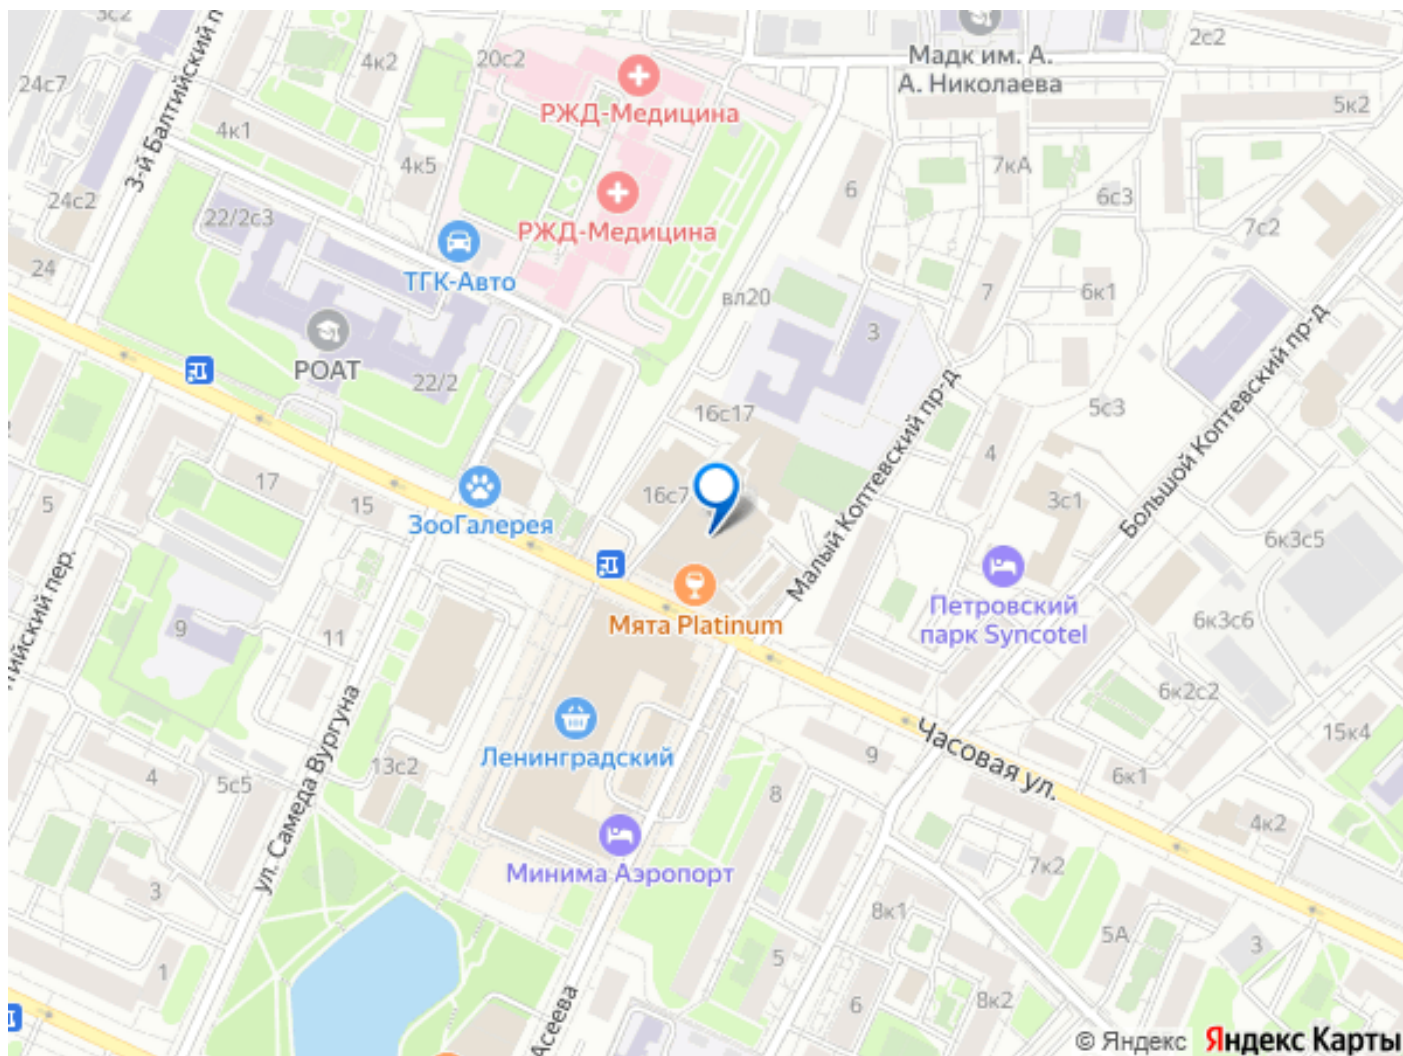 3с2
24с7
3-й Балтийский п
4к2
20с2
РЖД-Медицина
Мадк им. А.
А. Николаева
2с2
5к2
4к1
4к5
7кА
6с3
6
24с2
22/2с3
РЖД-Медицина
7с2
24
ТГК-Авто
вл20
7
6к1
3
РОАТ
22/2
16с17
5с3
4
Малый Коптевский пр-д
Большой Коптевский пр-д
17
5
15
ЗооГалерея
16с7
3с1
6к3с5
Петровский
парк Syncotel
6к3с6
Мята Platinum
9
11
тийский пер.
6к2с2
Ленинградский
Часовая ул.
15к4
9
6к1
4
5с5
13с2
ул. Самеда Вургуна
8
4к2
Минима Аэропорт
7к2
3
8к1
5А
3
1
5
6
8к2
Асеева
© Яндекс Яндекс Карты